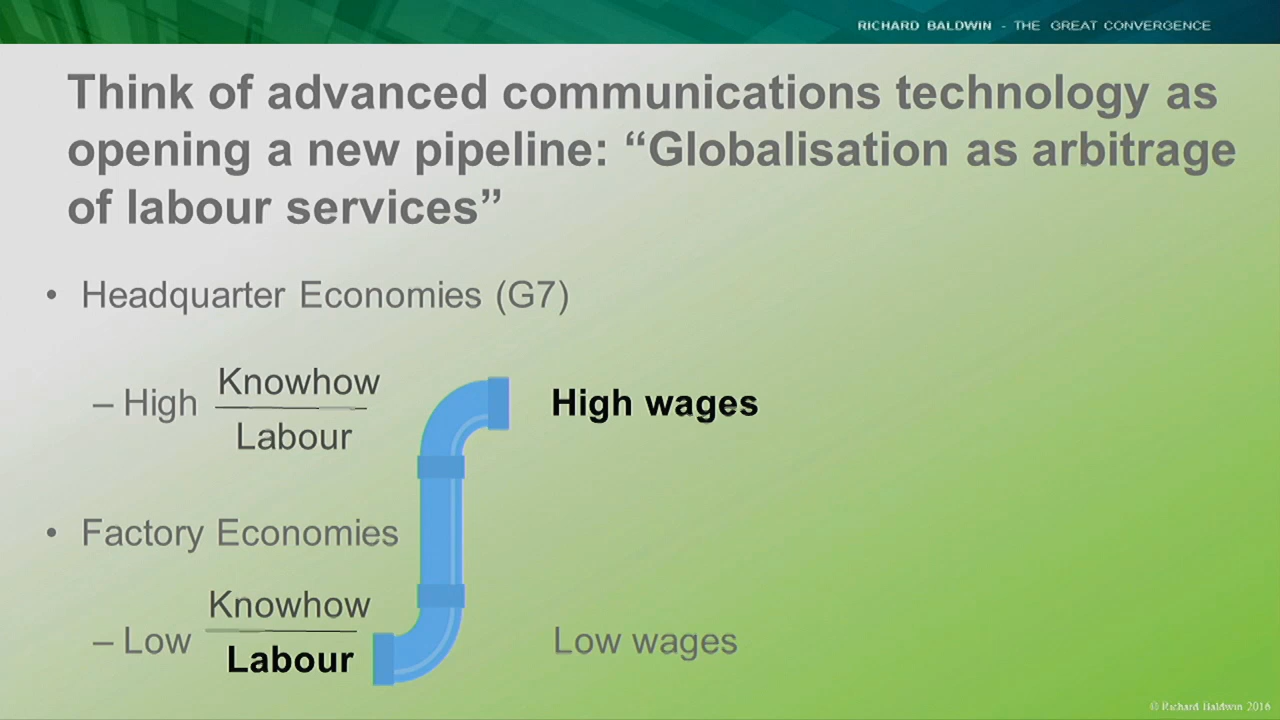 RICHARD BALDWIN - THE GREAT CONVERGENCE
Think of advanced communications technology as
opening a new pipeline: “Globalisation as arbitrage
of labour services”
• Headquarter Economies (G7)
– High Knowhow
Labour
High wages
• Factory Economies
– Low Knowhow
Labour
Low wages
© Richard Baldwin 2016